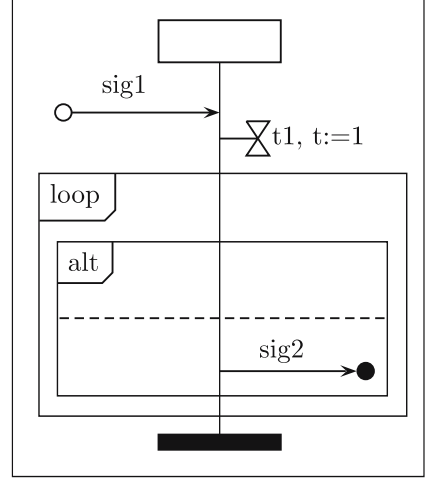 sig1
t1, t:=1
loop
alt
sig2